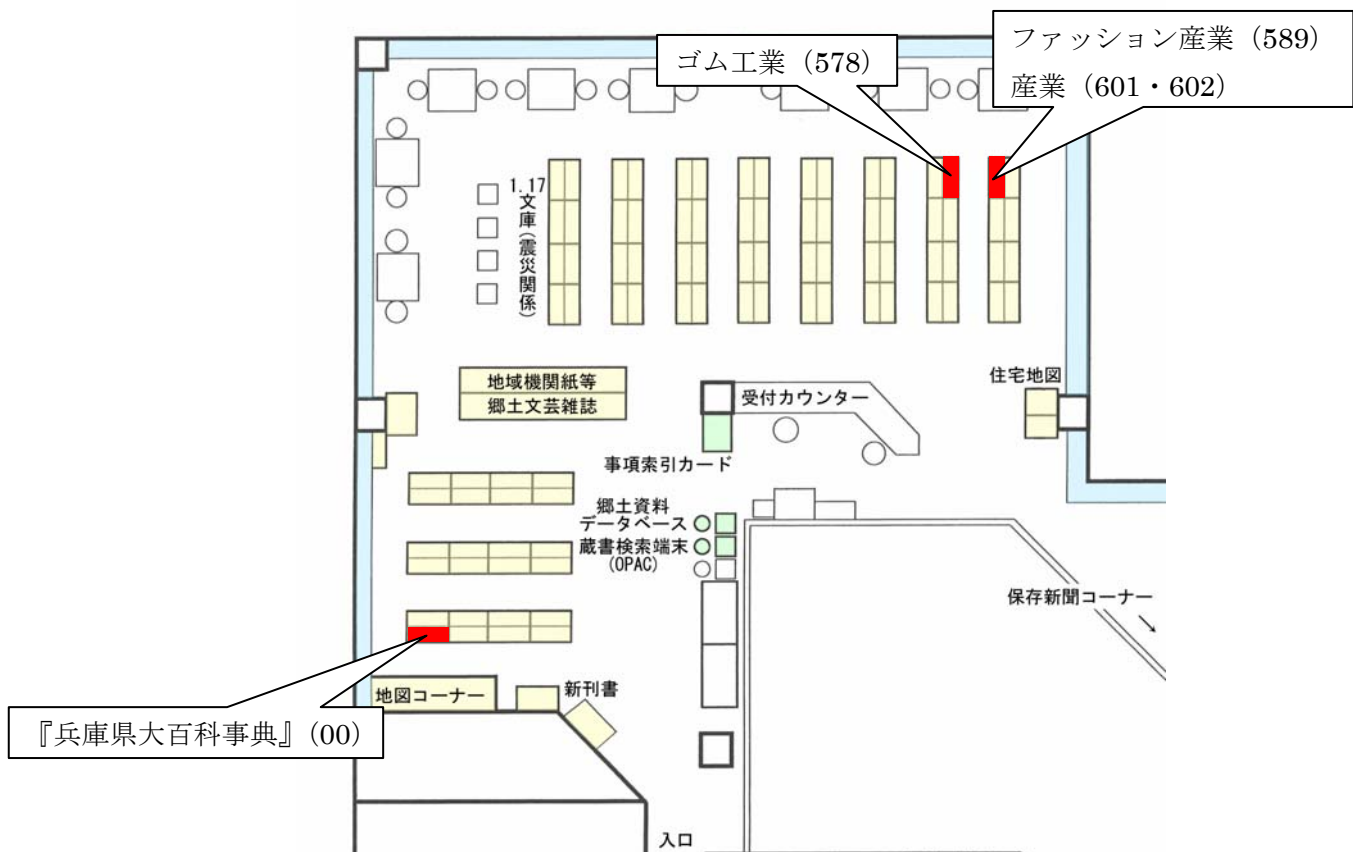 ファッション産業（589）
産業（601・602）
ゴム工業（578）
1.17
文庫（震災関係）
地域機関紙等
郷土文芸雑誌
受付カウンター
住宅地図
事項索引カード
郷土資料
データベース
蔵書検索端末
(OPAC)
保存新聞コーナー
→
地図コーナー
新刊書
『兵庫県大百科事典』（00）
入口